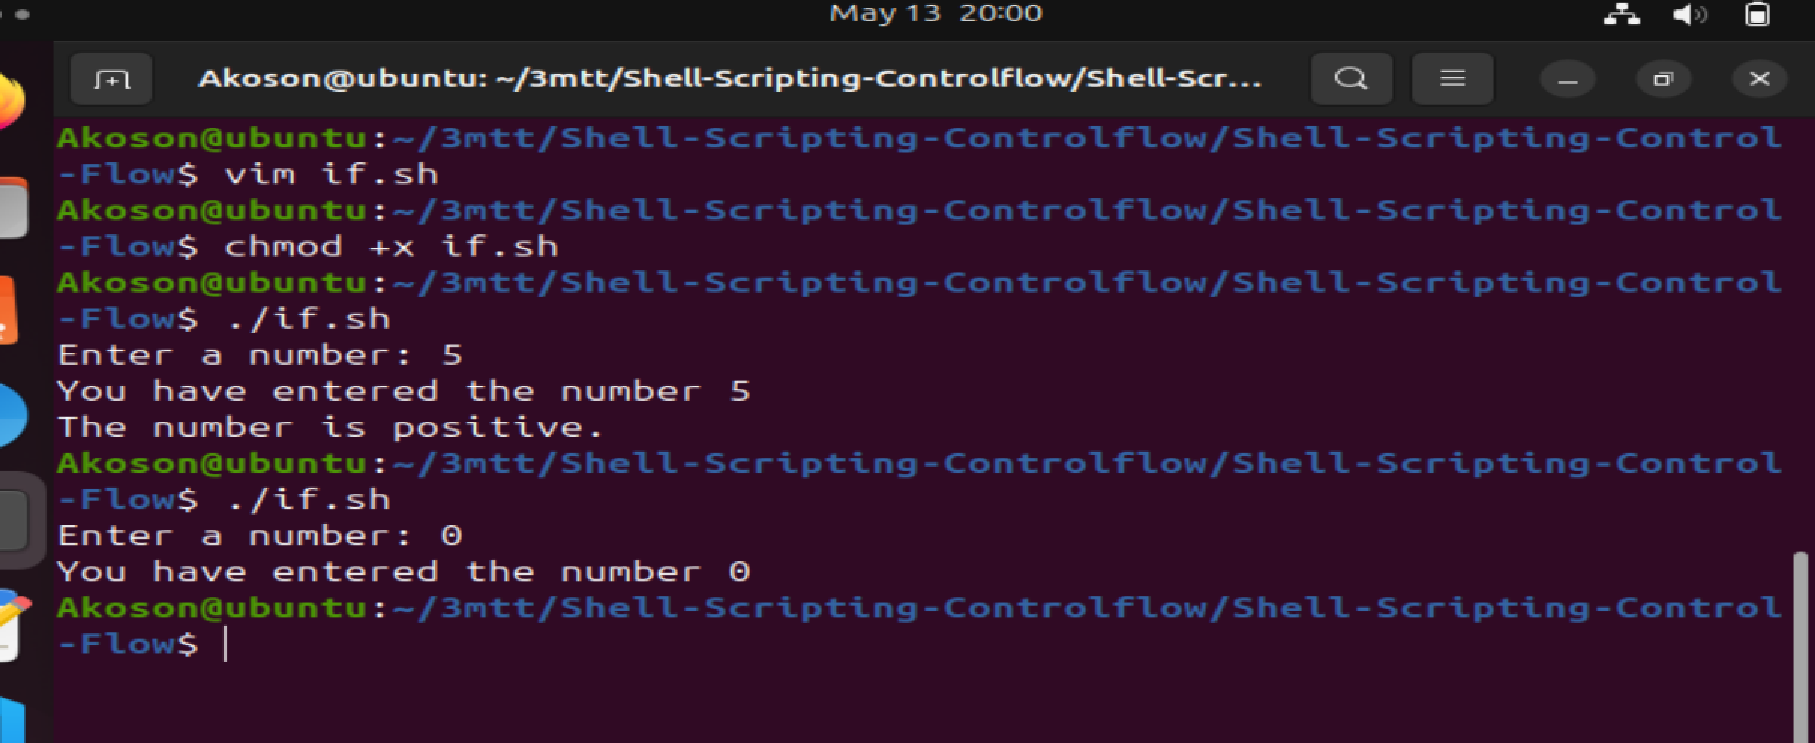 May 13 20:00
Akoson@ubuntu: ~/3mtt/Shell-Scripting-Controlflow/Shell-Scr...
Akoson@ubuntu:~/3mtt/Shell-Scripting-Controlflow/Shell-Scripting-Control
-Flow$ vim if.sh
Akoson@ubuntu:~/3mtt/Shell-Scripting-Controlflow/Shell-Scripting-Control
-Flow$ chmod +x if.sh
Akoson@ubuntu:~/3mtt/Shell-Scripting-Controlflow/Shell-Scripting-Control
-Flow$ ./if.sh
Enter a number: 5
You have entered the number 5
The number is positive.
Akoson@ubuntu:~/3mtt/Shell-Scripting-Controlflow/Shell-Scripting-Control
-Flow$ ./if.sh
Enter a number: 0
You have entered the number 0
Akoson@ubuntu:~/3mtt/Shell-Scripting-Controlflow/Shell-Scripting-Control
-Flow$